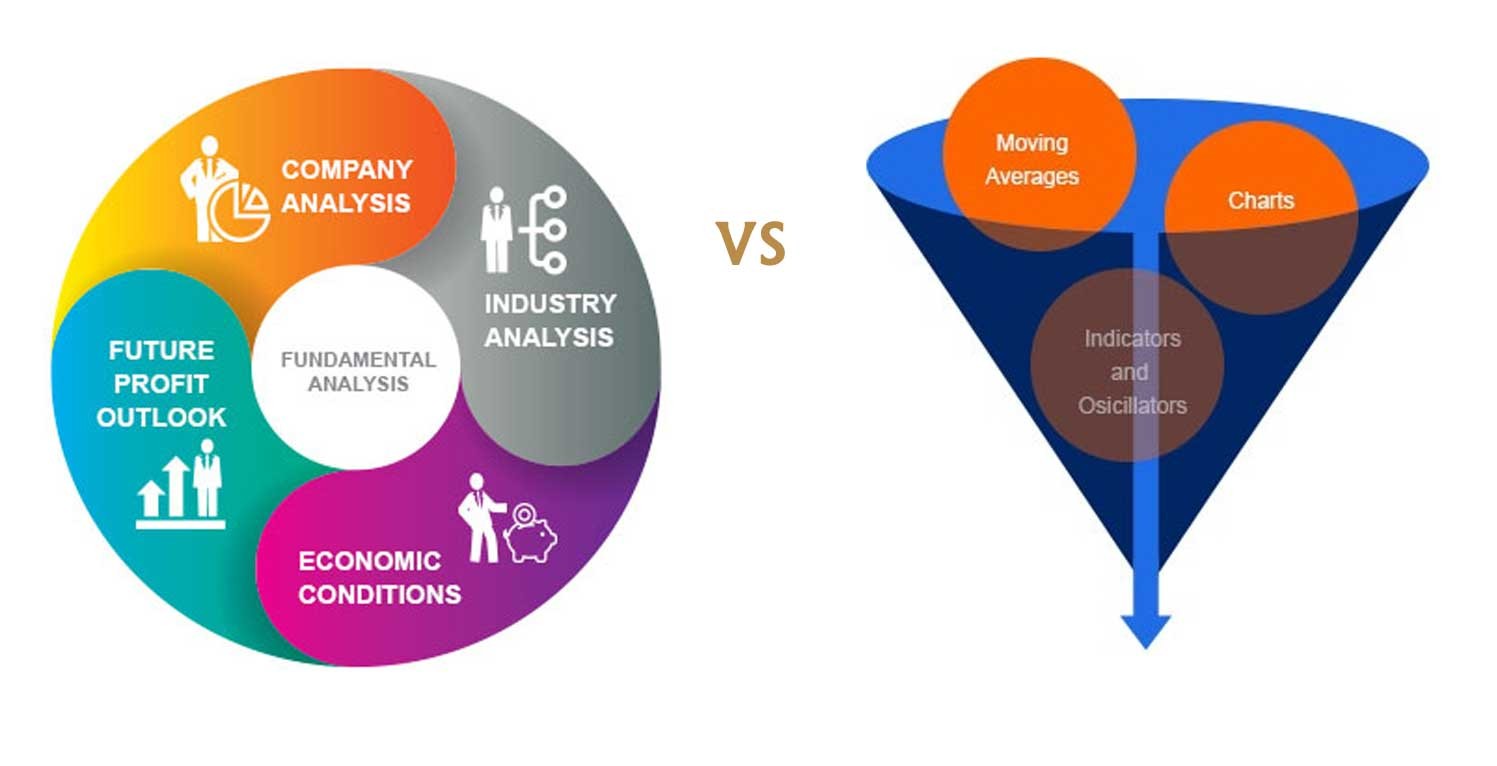 COMPANY
ANALYSIS
INDUSTRY
ANALYSIS
FUTURE
PROFIT
OUTLOOK
FUNDAMENTAL
ANALYSIS
ECONOMIC
CONDITIONS
VS
Moving
Averages
Charts
Indicators
and
Osicillators